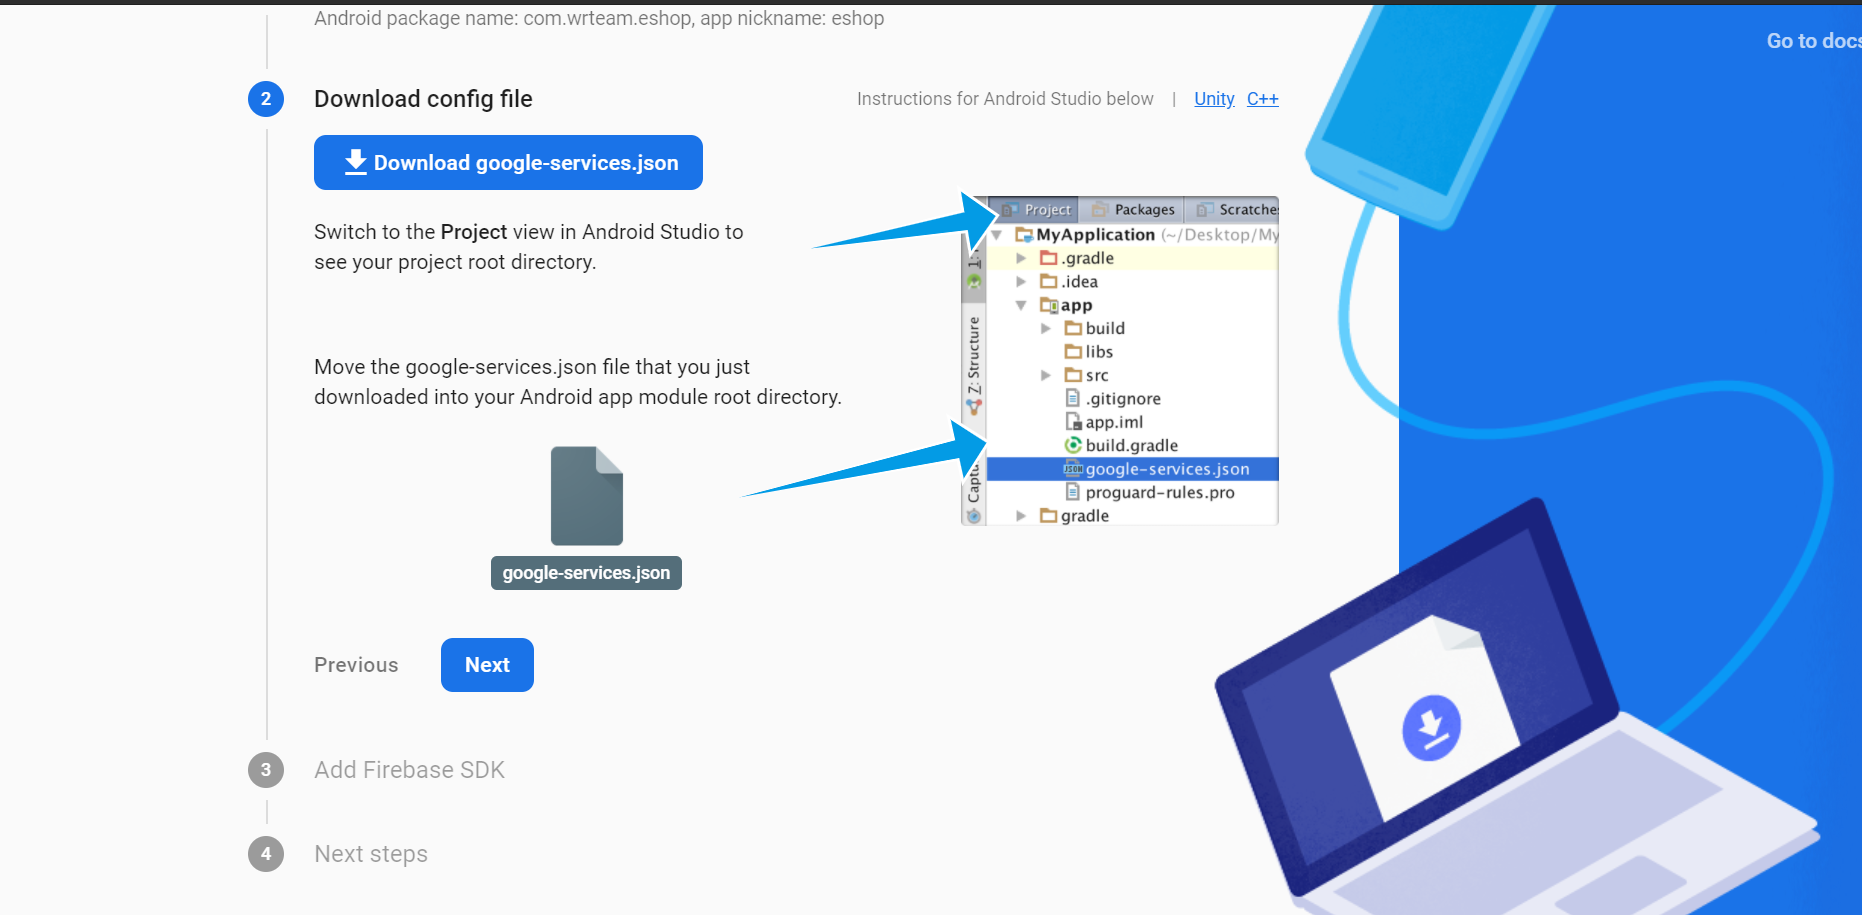 Android package name: com.wrteam.eshop, app nickname: eshop
Go to docs
2
Download config file
Instructions for Android Studio below | Unity C++
Download google-services.json
Switch to the Project view in Android Studio to
see your project root directory.
Project
Packages
Scratches
MyApplication (~/Desktop/My
.gradle
.idea
app
build
libs
src
.gitignore
app.iml
build.gradle
JSON google-services.json
proguard-rules.pro
gradle
1:
Z: Structure
Captu
Move the google-services.json file that you just
downloaded into your Android app module root directory.
google-services.json
Previous
Next
3
Add Firebase SDK
4
Next steps